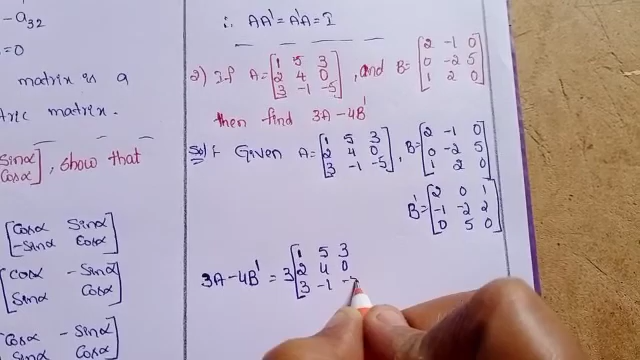 -a₃₂
=0
matrix is a
tric matrix.
Sinα
Cosα], show that
[Cosα Sinα
-Sinα Cosα]
[Cosα -Sinα
Sinα Cosα]
Cosα -Sinα
Sinα Cosα
∴ AA' = A'A = I
2) If A = [1 5 3
2 4 0
3 -1 -5], and B = [2 -1 0
0 -2 5
1 2 0]
then find 3A-4B'
Sol: Given A = [1 5 3
2 4 0
3 -1 -5], B = [2 -1 0
0 -2 5
1 2 0]
B' = [2 0 1
-1 -2 2
0 5 0]
3A-4B' = 3[1 5 3
2 4 0
3 -1 -